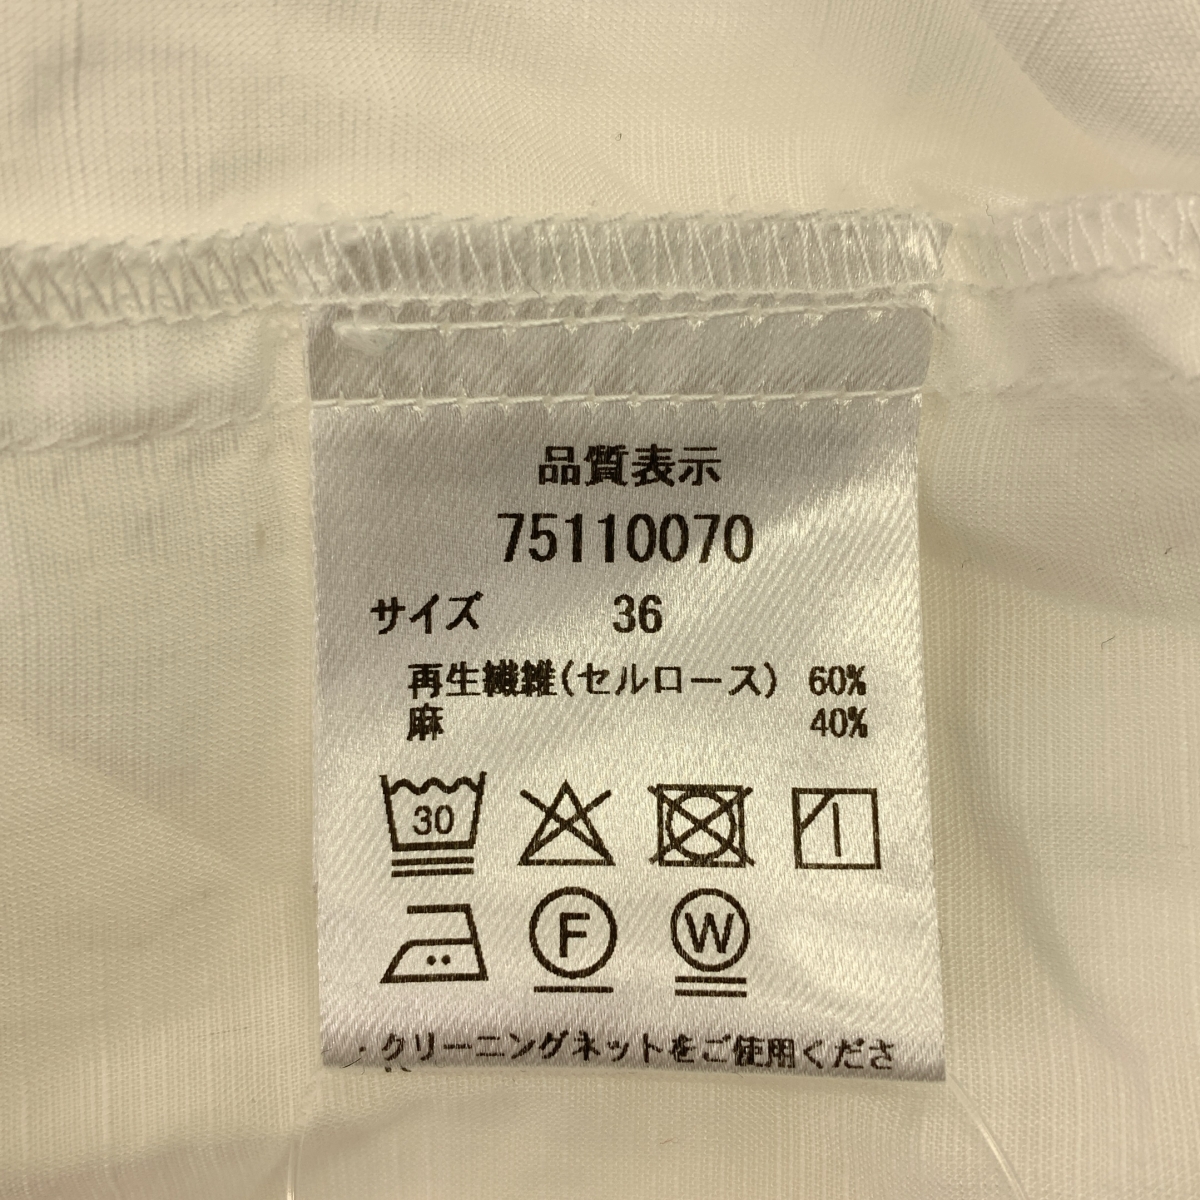 品質表示
75110070
サイズ 36
再生繊維(セルロース) 60%
麻 40%
30
F W
・クリーニングネットをご使用くださ